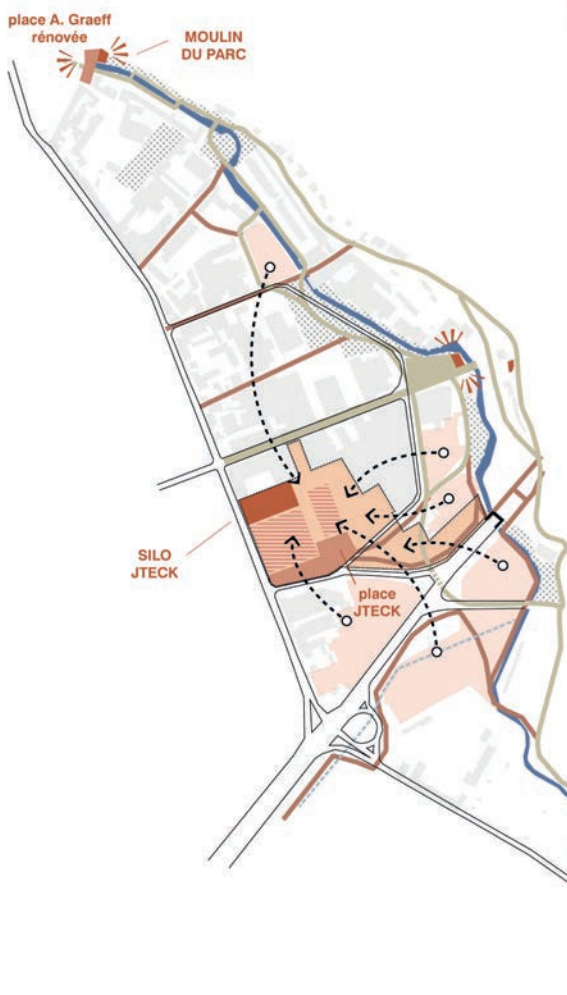 place A. Graeff
rénovée
MOULIN
DU PARC
SILO
JTECK
place
JTECK